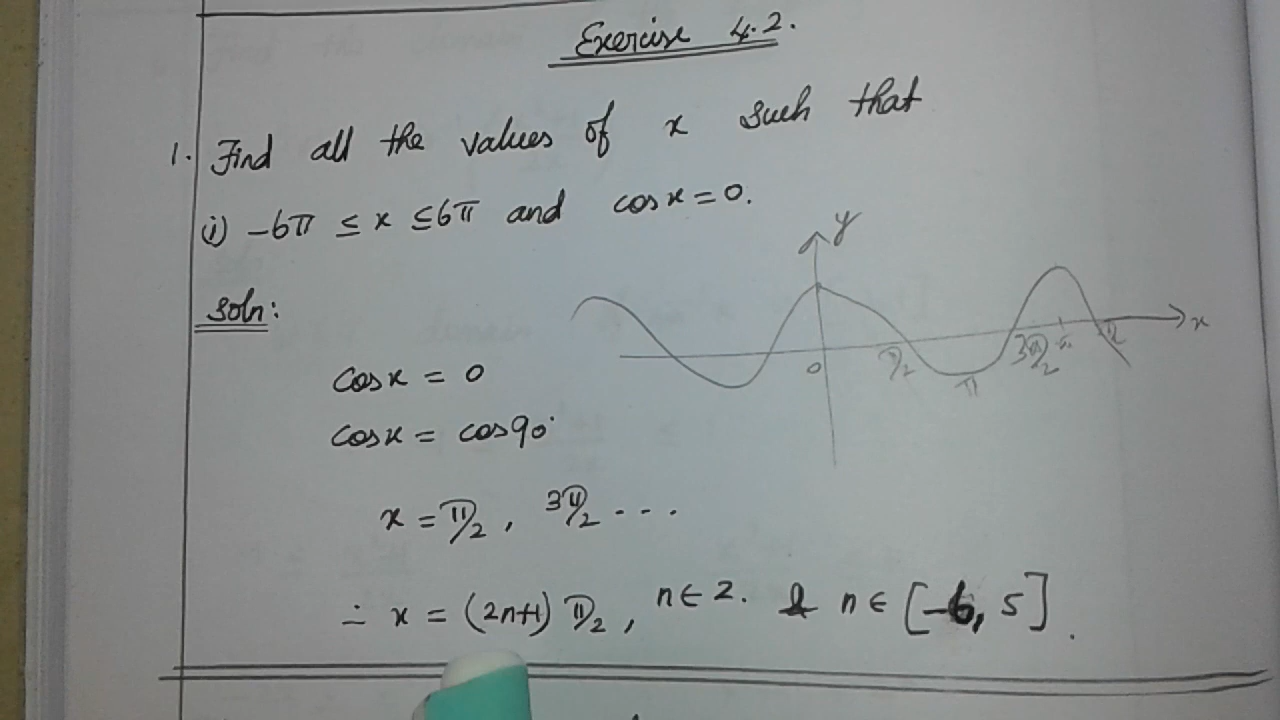 Exercise 4.2.
1. Find all the values of x such that
i) -6π ≤ x ≤ 6π and cos x = 0.
Soln:
y
x
0
π/2
π
3π/2
cos x = 0
cos x = cos 90°
x = π/2, 3π/2 ...
∴ x = (2n+1) π/2, n ∈ Z. & n ∈ [-6, 5].